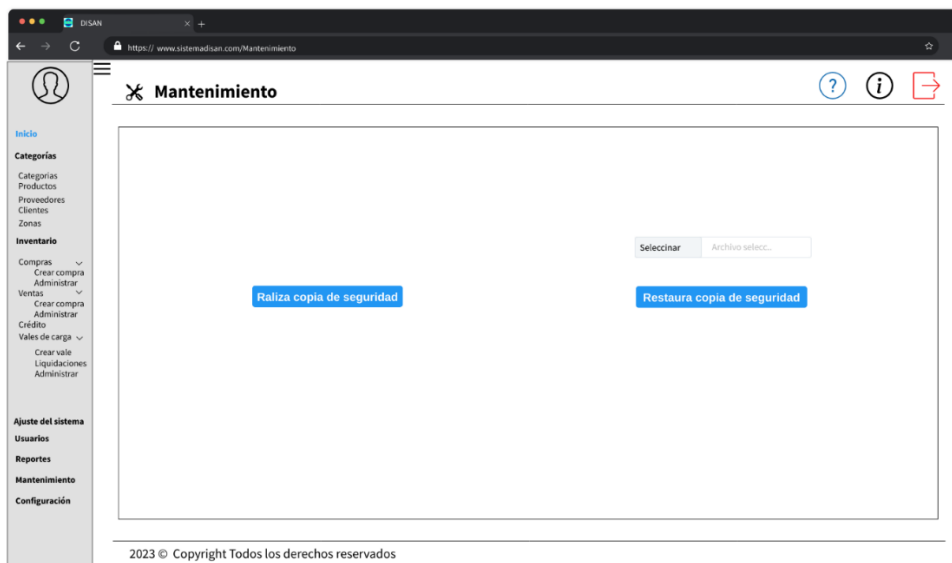 DISAN
https:// www.sistemadisan.com/Mantenimiento
Mantenimiento
?
i
Inicio
Categorías
Categorias
Productos
Proveedores
Clientes
Zonas
Inventario
Compras
Crear compra
Administrar
Ventas
Crear compra
Administrar
Crédito
Vales de carga
Crear vale
Liquidaciones
Administrar
Ajuste del sistema
Usuarios
Reportes
Mantenimiento
Configuración
Seleccinar Archivo selecc..
Raliza copia de seguridad
Restaura copia de seguridad
2023 © Copyright Todos los derechos reservados